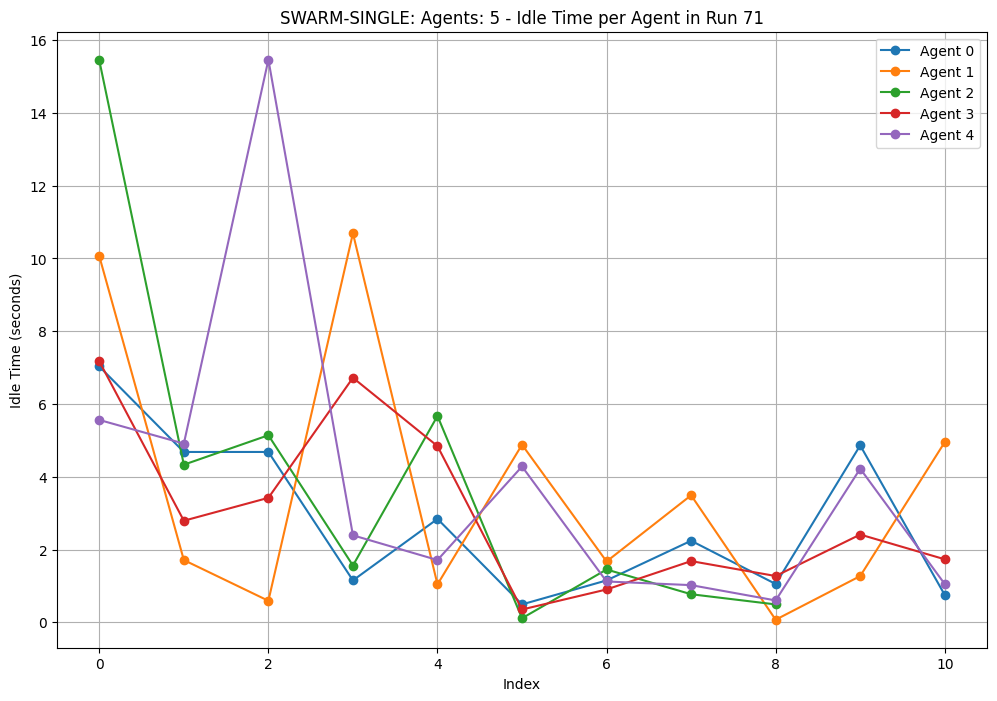 SWARM-SINGLE: Agents: 5 - Idle Time per Agent in Run 71
Agent 0
Agent 1
Agent 2
Agent 3
Agent 4
Idle Time (seconds)
16
14
12
10
8
6
4
2
0
0 2 4 6 8 10
Index